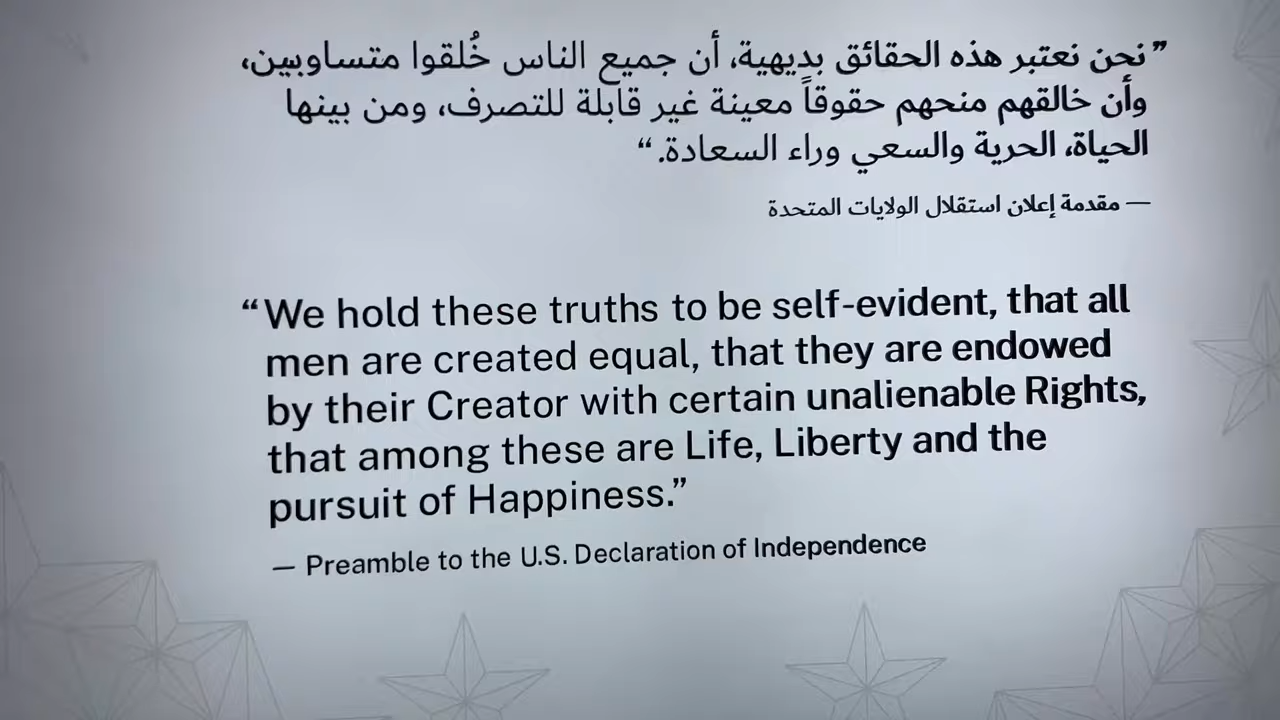 ”نحن نعتبر هذه الحقائق بديهية، أن جميع الناس خُلقوا متساويين،
وأن خالقهم منحهم حقوقاً معينة غير قابلة للتصرف، ومن بينها
الحياة، الحرية والسعي وراء السعادة.“
— مقدمة إعلان استقلال الولايات المتحدة
“We hold these truths to be self-evident, that all
men are created equal, that they are endowed
by their Creator with certain unalienable Rights,
that among these are Life, Liberty and the
pursuit of Happiness.”
— Preamble to the U.S. Declaration of Independence